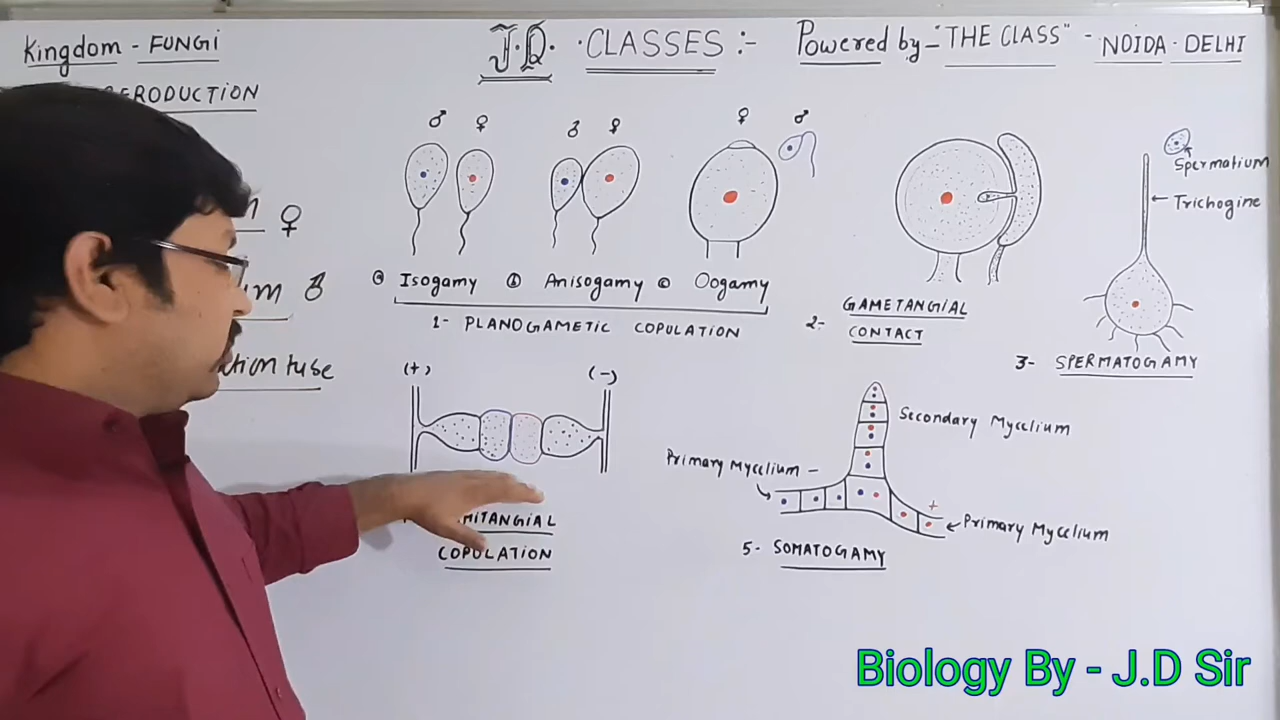 Kingdom - FUNGI
J.D. CLASSES :- Powered by - "THE CLASS" - NOIDA - DELHI
♂ ♀ ♂ ♀ ♀ ♂
♀
♂
Spermatium
Trichogine
ⓐ Isogamy ⓑ Anisogamy ⓒ Oogamy
1- PLANOGAMETIC COPULATION
2- GAMETANGIAL
CONTACT
3- SPERMATOGAMY
tube
(+) (-)
COPULATION
Secondary Mycelium
Primary Mycelium -
+
Primary Mycelium
5- SOMATOGAMY
Biology By - J.D Sir